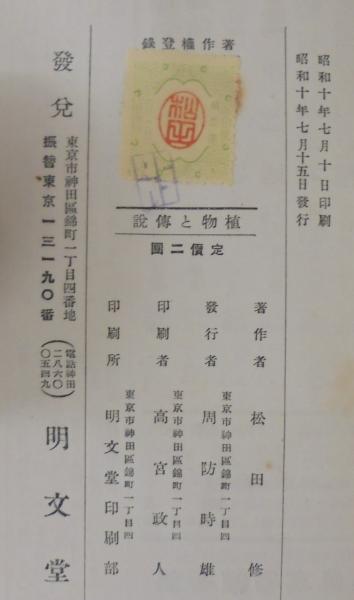 昭和十年七月十日印刷
昭和十年七月十五日發行
著作權登錄
植物と傳說
定價二圓
著作者 松田修
東京市神田區錦町一丁目四
發行者 周防時雄
東京市神田區錦町一丁目四
印刷者 高宮政人
東京市神田區錦町一丁目四
印刷所 明文堂印刷部
發兌
東京市神田區錦町一丁目四番地
振替東京一三一九〇番
(電話神田
二八六〇
〇五四九)
明文堂